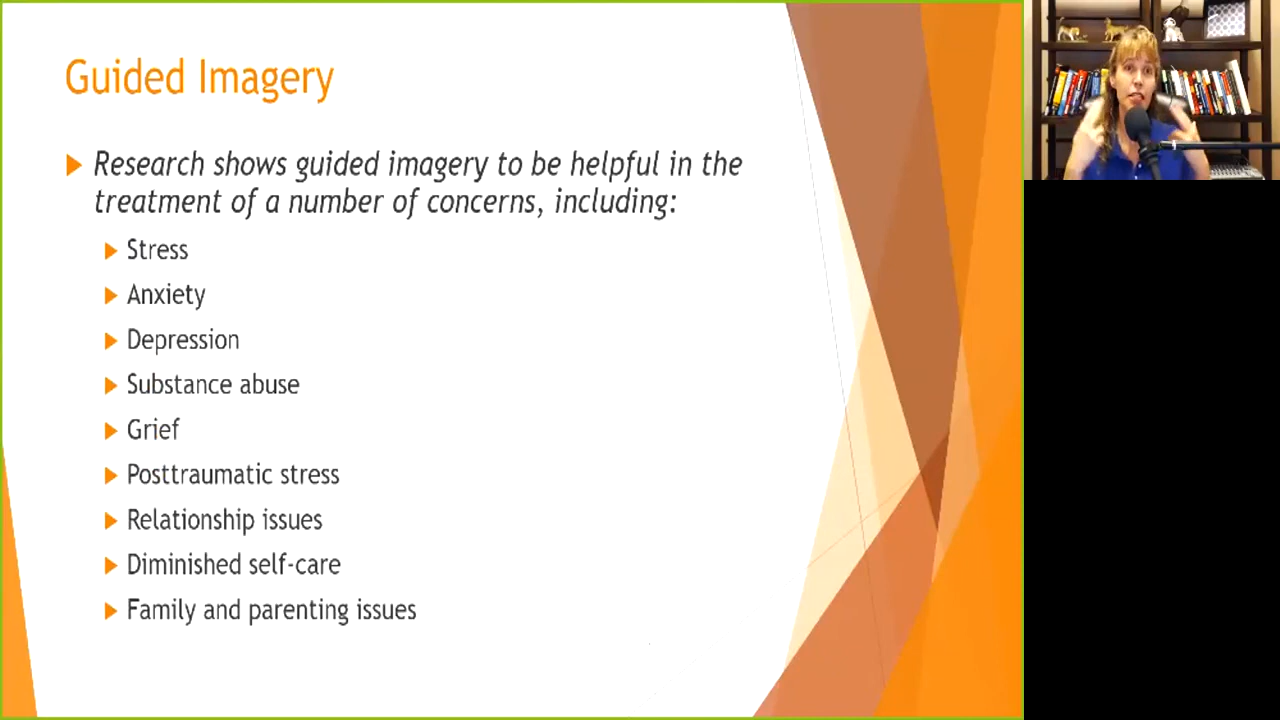 Guided Imagery
Research shows guided imagery to be helpful in the
treatment of a number of concerns, including:
Stress
Anxiety
Depression
Substance abuse
Grief
Posttraumatic stress
Relationship issues
Diminished self-care
Family and parenting issues